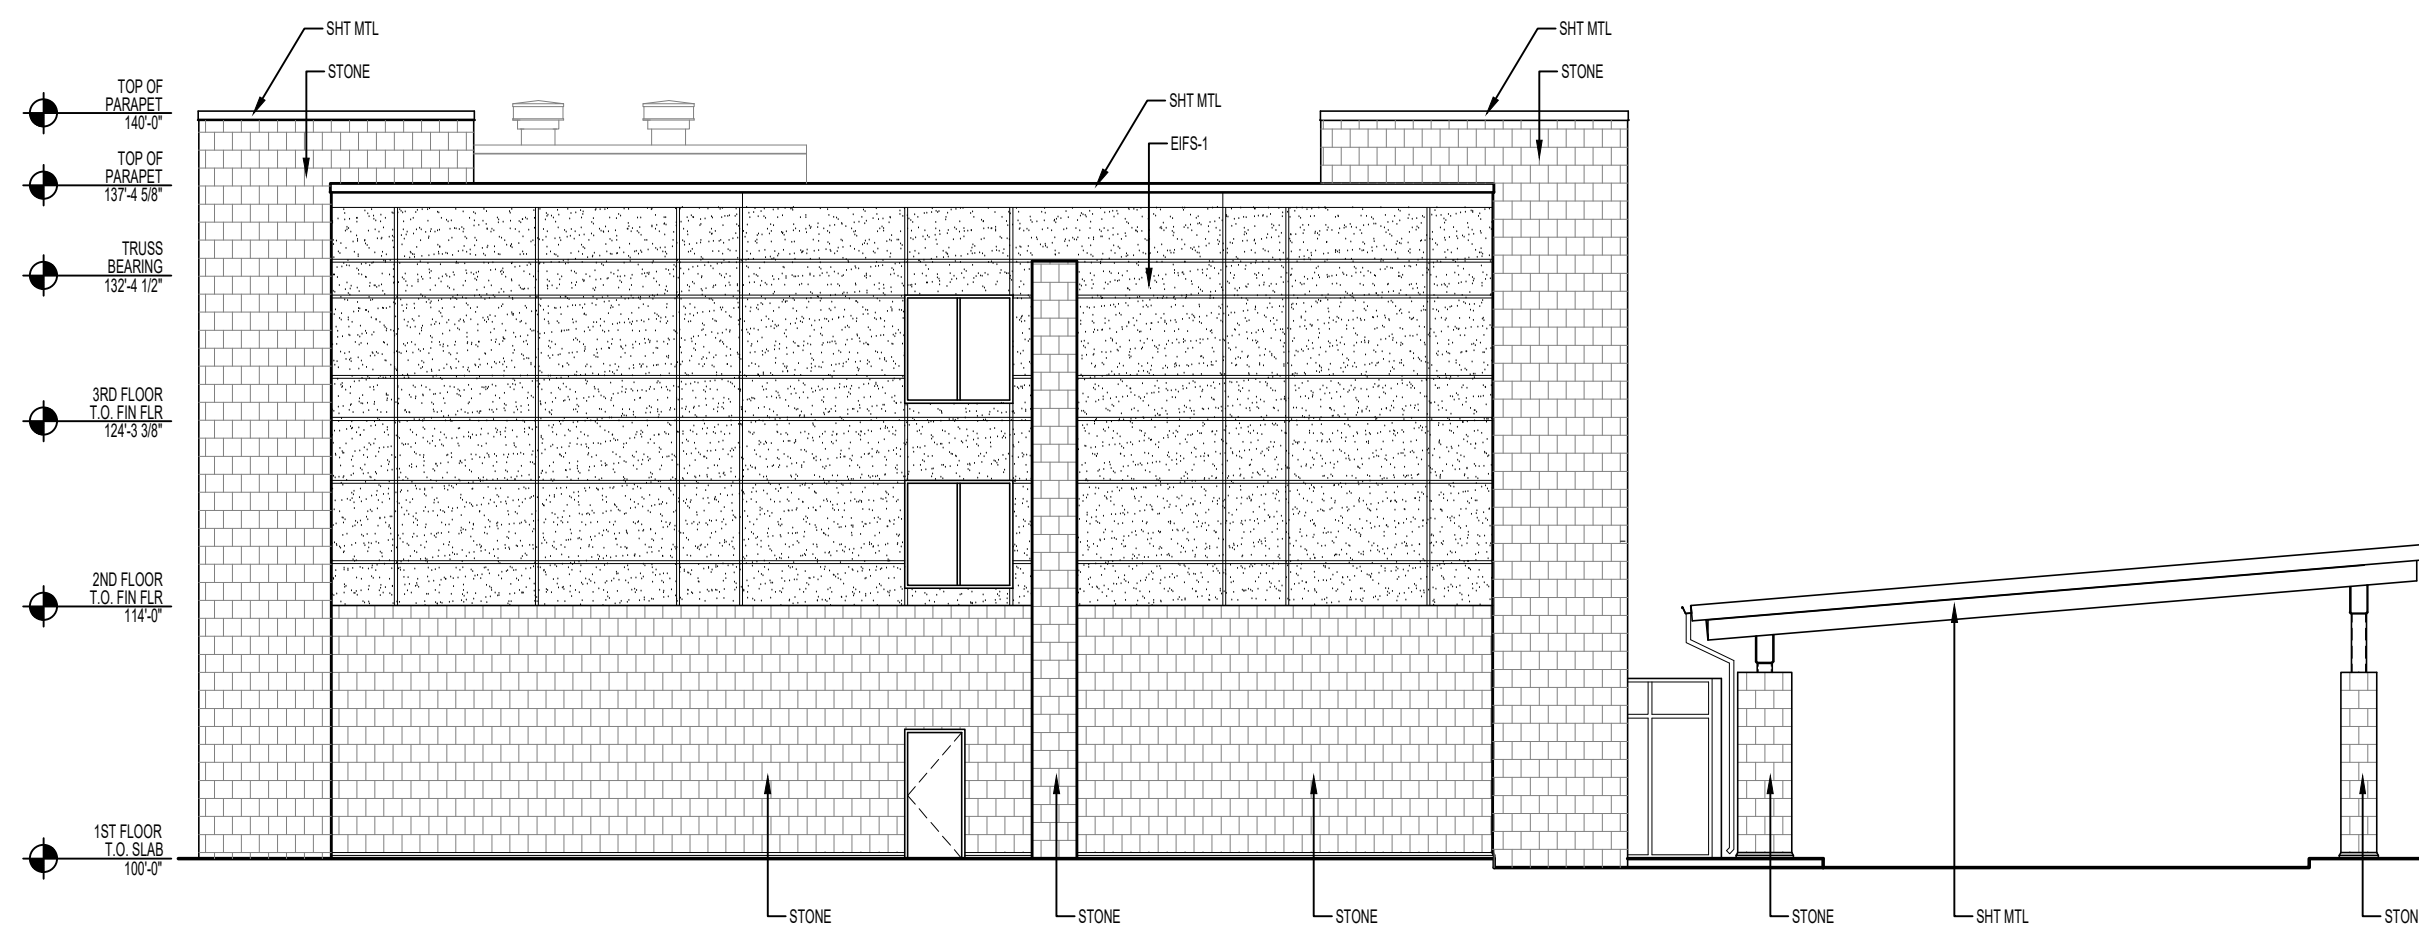 SHT MTL
SHT MTL
STONE
STONE
TOP OF
PARAPET
140'-0"
SHT MTL
EIFS-1
TOP OF
PARAPET
137'-4 5/8"
TRUSS
BEARING
132'-4 1/2"
3RD FLOOR
T.O. FIN FLR
124'-3 3/8"
2ND FLOOR
T.O. FIN FLR
114'-0"
1ST FLOOR
T.O. SLAB
100'-0"
STONE
STONE
STONE
STONE
SHT MTL
STON